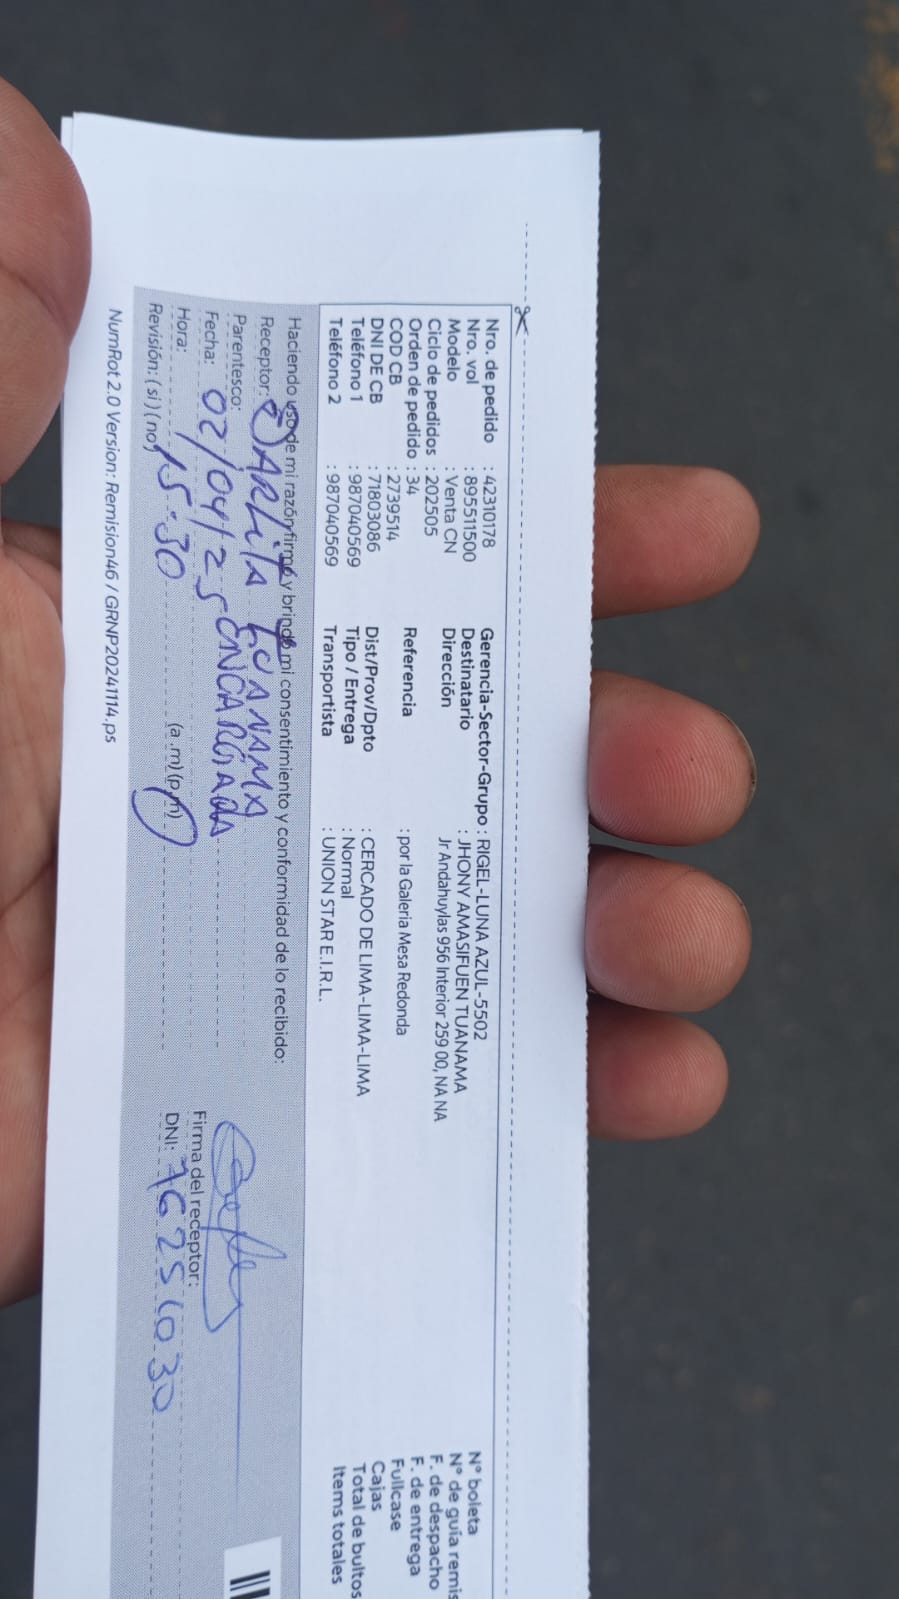 Nro. de pedido : 42310178
Nro. vol : 895511500
Modelo : Venta CN
Ciclo de pedidos : 202505
Orden de pedido : 34
COD CB : 2739514
DNI DE CB : 71803086
Teléfono 1 : 987040569
Teléfono 2 : 987040569
Gerencia-Sector-Grupo : RIGEL-LUNA AZUL-5502
Destinatario : JHONY AMASIFUEN TUANAMA
Dirección Jr Andahuylas 956 Interior 259 00, NA NA
Referencia : por la Galeria Mesa Redonda
Dist/Prov/Dpto : CERCADO DE LIMA-LIMA-LIMA
Tipo / Entrega : Normal
Transportista : UNION STAR E.I.R.L.
N° boleta
N° de guía remis
F. de despacho
F. de entrega
Fullcase
Cajas
Total de bultos
Items totales
Haciendo uso de mi razón firmo y brindo mi consentimiento y conformidad de lo recibido:
Receptor:
Parentesco: ENCARGADA
Fecha: 02/04/25
Hora: 15:30 (a.m) (p.m)
Revisión: ( si ) ( no )
Firma del receptor:
DNI:
NumRot 2.0 Version: Remision46 / GRNP20241114.ps